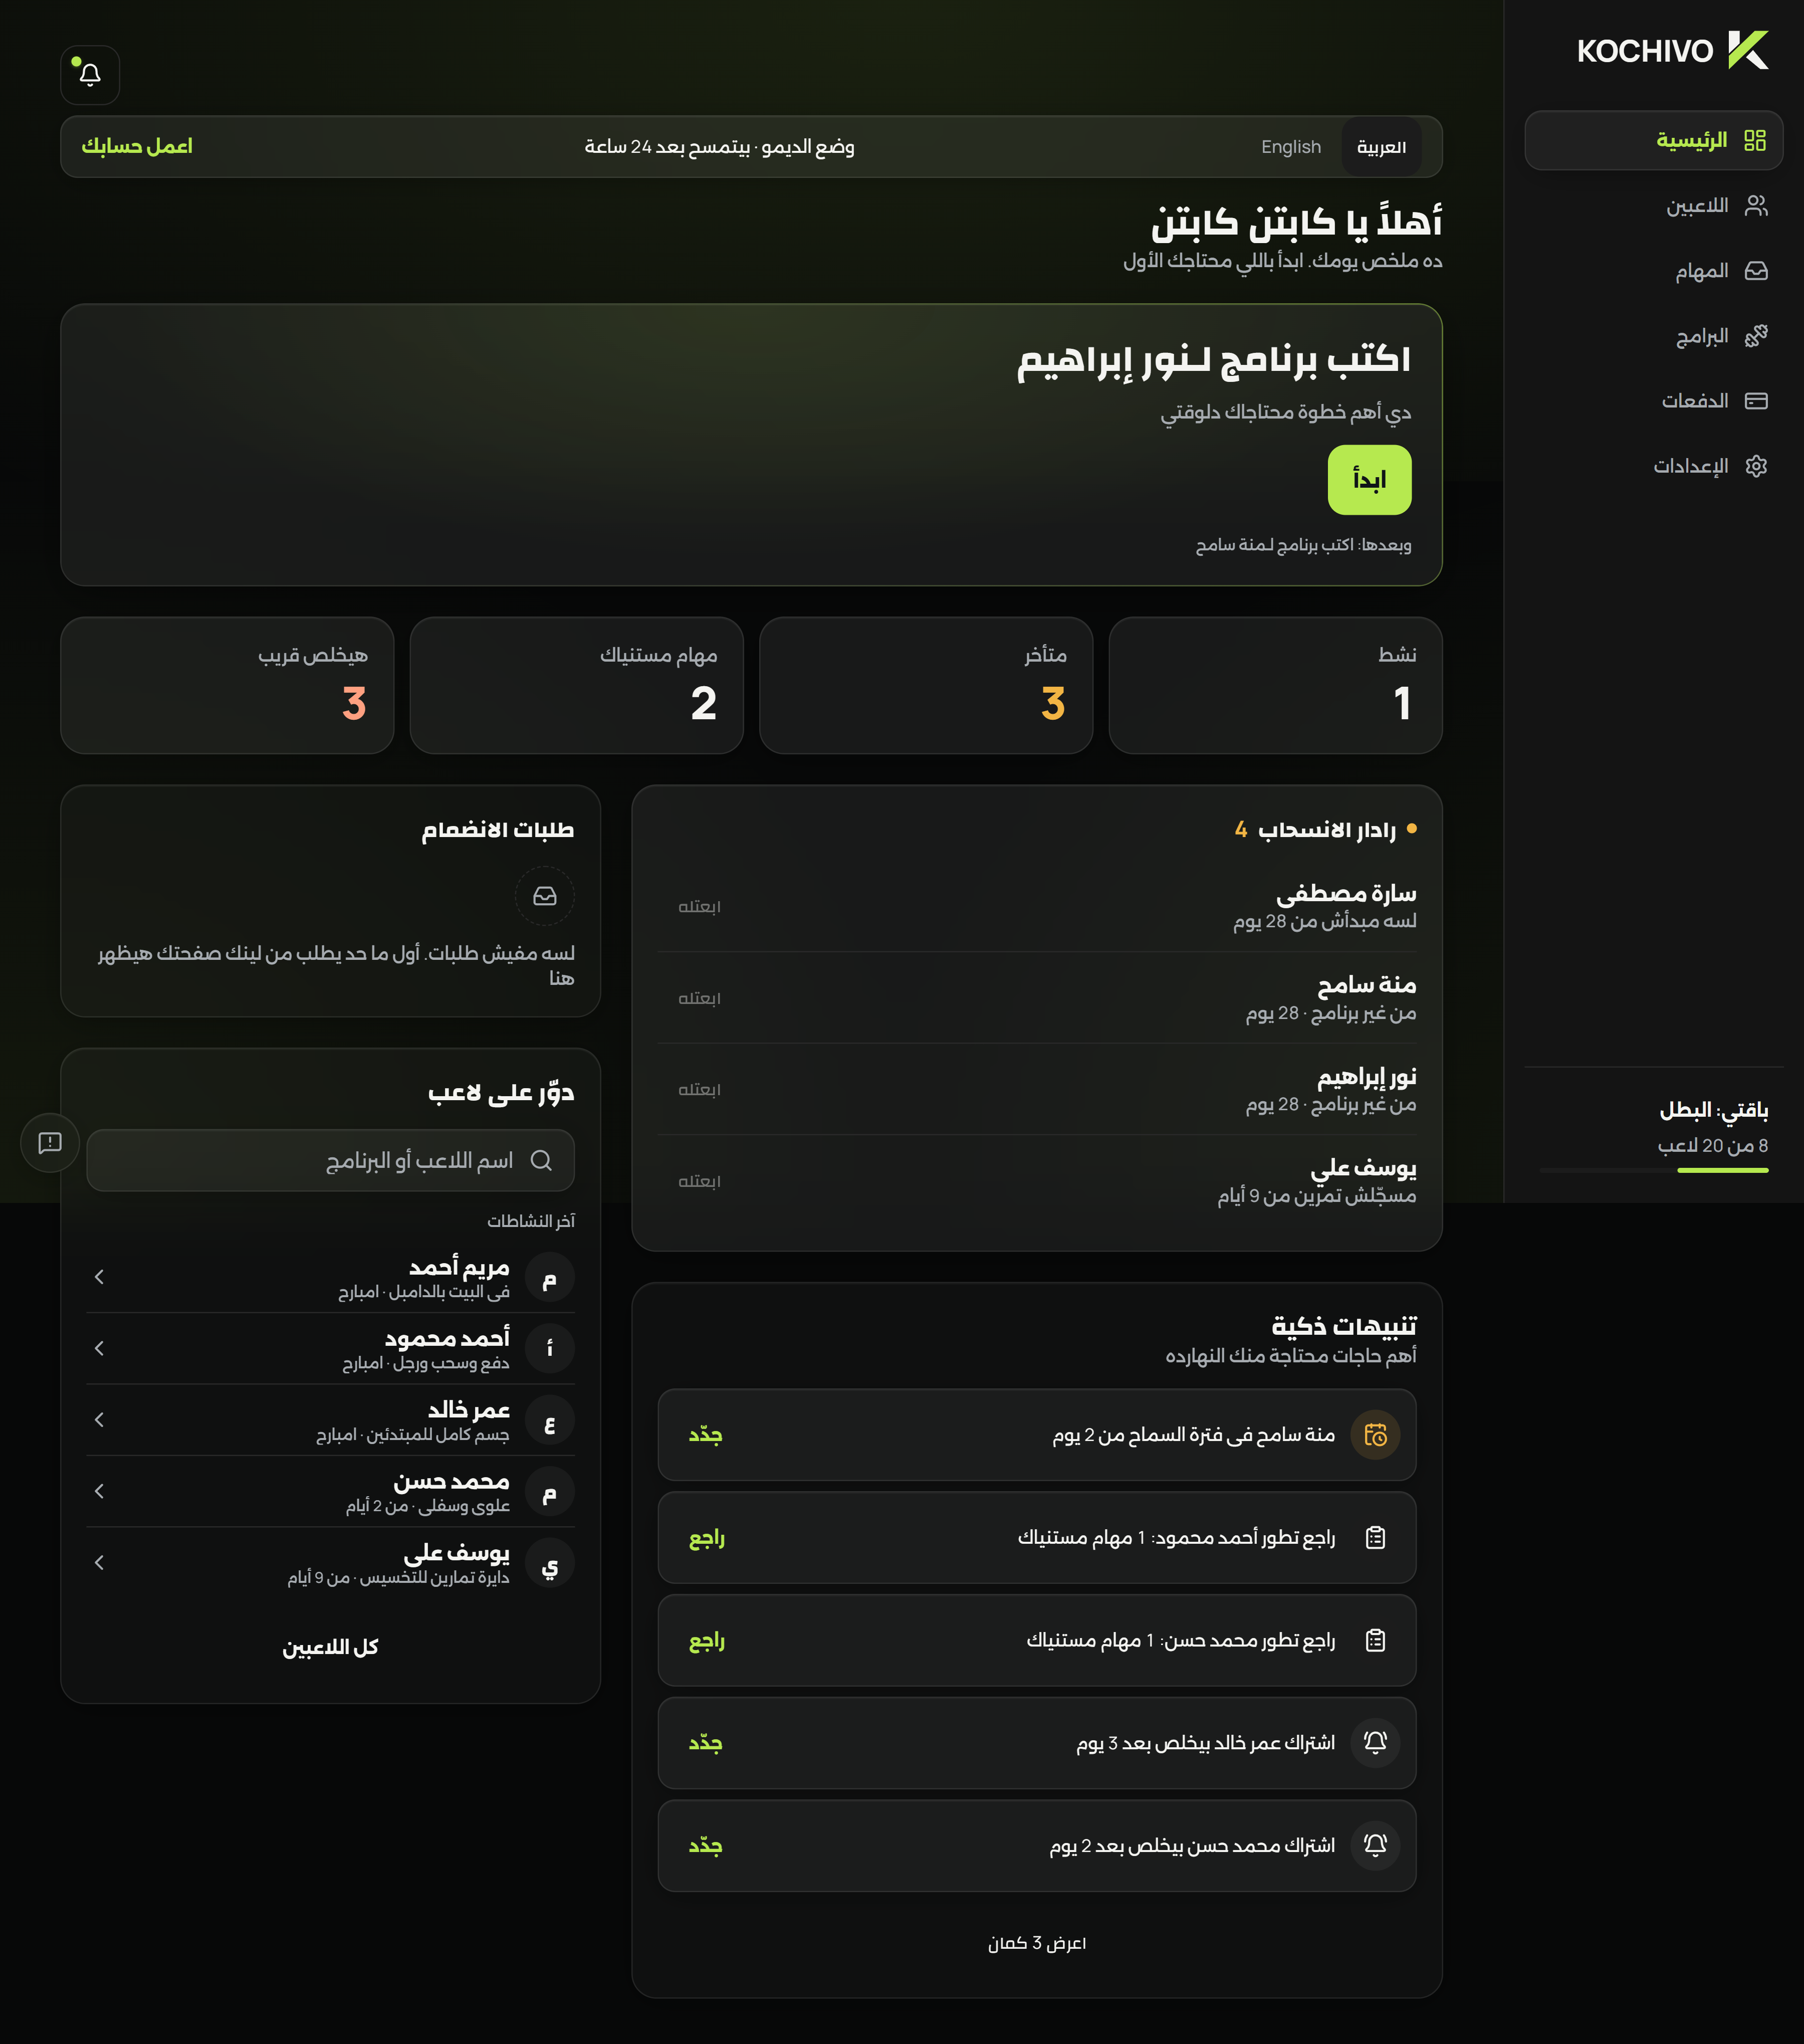 KOCHIVO
الرئيسية
اللاعبين
المهام
البرامج
الدفعات
الإعدادات
باقتي: البطل
8 من 20 لاعب
العربية
English
وضع الديمو · بيتمسح بعد 24 ساعة
اعمل حسابك
أهلاً يا كابتن كابتن
ده ملخص يومك. ابدأ باللي محتاجك الأول
اكتب برنامج لـنور إبراهيم
دي أهم خطوة محتاجاك دلوقتي
ابدأ
وبعدها: اكتب برنامج لـمنة سامح
نشط
1
متأخر
3
مهام مستنياك
2
هيخلص قريب
3
رادار الانسحاب 4
سارة مصطفى
لسه مبدأش من 28 يوم
ابعتله
منة سامح
من غير برنامج · 28 يوم
ابعتله
نور إبراهيم
من غير برنامج · 28 يوم
ابعتله
يوسف علي
مسجّلش تمرين من 9 أيام
ابعتله
تنبيهات ذكية
أهم حاجات محتاجة منك النهارده
منة سامح في فترة السماح من 2 يوم
جدّد
راجع تطور أحمد محمود: 1 مهام مستنياك
راجع
راجع تطور محمد حسن: 1 مهام مستنياك
راجع
اشتراك عمر خالد بيخلص بعد 3 يوم
جدّد
اشتراك محمد حسن بيخلص بعد 2 يوم
جدّد
اعرض 3 كمان
طلبات الانضمام
لسه مفيش طلبات. أول ما حد يطلب من لينك صفحتك هيظهر
هنا
دوّر على لاعب
اسم اللاعب أو البرنامج
آخر النشاطات
م
مريم أحمد
في البيت بالدامبل · امبارح
أ
أحمد محمود
دفع وسحب ورجل · امبارح
ع
عمر خالد
جسم كامل للمبتدئين · امبارح
م
محمد حسن
علوي وسفلي · من 2 أيام
ي
يوسف علي
دايرة تمارين للتخسيس · من 9 أيام
كل اللاعبين